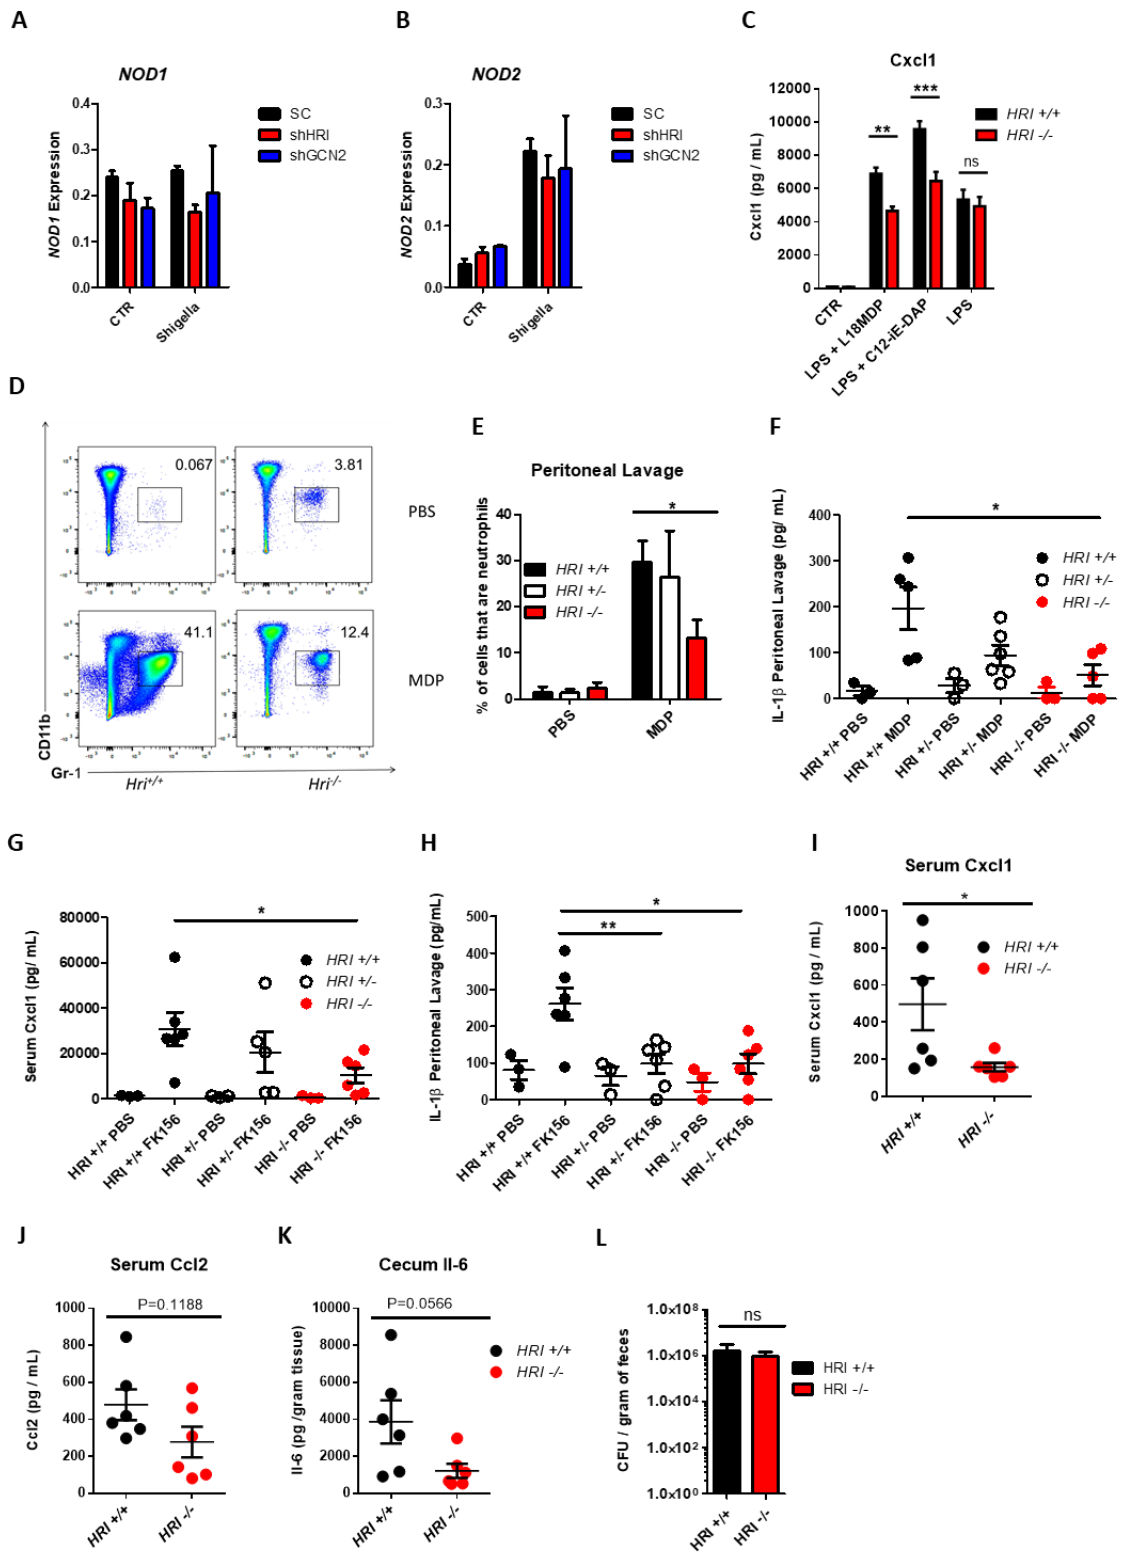 A
NOD1
NOD1 Expression
0.4
0.3
0.2
0.1
0.0
CTR
Shigella
SC
shHRI
shGCN2
B
NOD2
NOD2 Expression
0.3
0.2
0.1
0.0
CTR
Shigella
SC
shHRI
shGCN2
C
Cxcl1
Cxcl1 (pg / mL)
12000
10000
8000
6000
4000
2000
0
**
***
ns
CTR
LPS + L18MDP
LPS + C12-iE-DAP
LPS
HRI +/+
HRI -/-
D
0.067
3.81
PBS
41.1
12.4
MDP
CD11b
Gr-1
Hri+/+
Hri-/-
E
Peritoneal Lavage
% of cells that are neutrophils
40
30
20
10
0
*
PBS
MDP
HRI +/+
HRI +/-
HRI -/-
F
IL-1β Peritoneal Lavage (pg/ mL)
400
300
200
100
0
*
HRI +/+ PBS
HRI +/+ MDP
HRI +/- PBS
HRI +/- MDP
HRI -/- PBS
HRI -/- MDP
HRI +/+
HRI +/-
HRI -/-
G
Serum Cxcl1 (pg/ mL)
80000
60000
40000
20000
0
*
HRI +/+ PBS
HRI +/+ FK156
HRI +/- PBS
HRI +/- FK156
HRI -/- PBS
HRI -/- FK156
HRI +/+
HRI +/-
HRI -/-
H
IL-1β Peritoneal Lavage (pg/mL)
500
400
300
200
100
0
*
**
HRI +/+ PBS
HRI +/+ FK156
HRI +/- PBS
HRI +/- FK156
HRI -/- PBS
HRI -/- FK156
I
Serum Cxcl1
Serum Cxcl1 (pg / mL)
1000
800
600
400
200
0
*
HRI +/+
HRI -/-
HRI +/+
HRI -/-
J
Serum Ccl2
Ccl2 (pg / mL)
1000
800
600
400
200
0
P=0.1188
HRI +/+
HRI -/-
K
Cecum Il-6
Il-6 (pg /gram tissue)
10000
8000
6000
4000
2000
0
P=0.0566
HRI +/+
HRI -/-
HRI +/+
HRI -/-
L
CFU / gram of feces
1.0×10⁸
1.0×10⁶
1.0×10⁴
1.0×10²
1.0×10⁰
ns
HRI +/+
HRI -/-
HRI +/+
HRI -/-